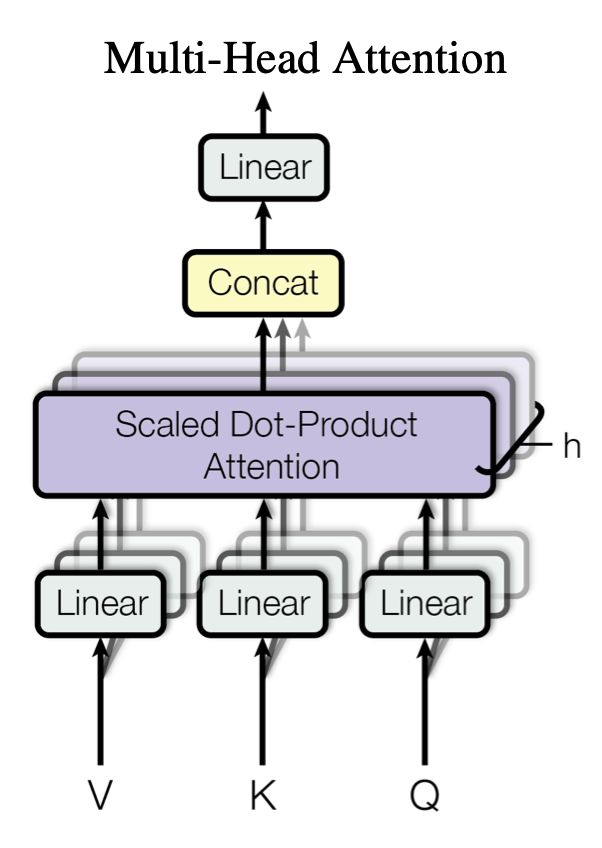 Multi-Head Attention
Linear
Concat
Scaled Dot-Product
Attention
h
Linear
Linear
Linear
V
K
Q